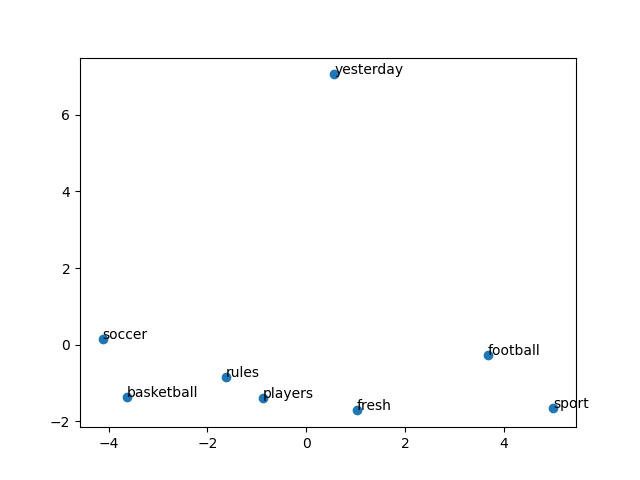 yesterday
6
4
2
soccer
0
football
rules
basketball
players
fresh
sport
−2
−4
−2
0
2
4